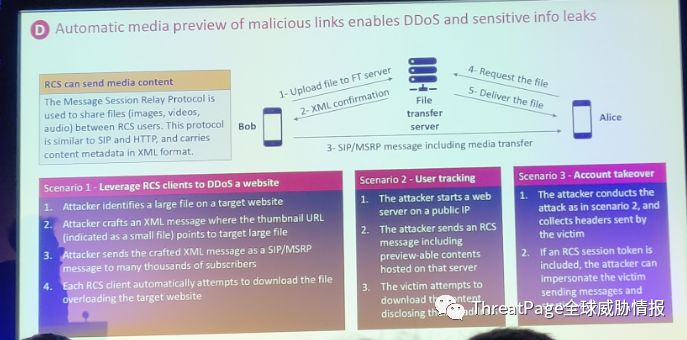 D Automatic media preview of malicious links enables DDoS and sensitive info leaks
RCS can send media content
The Message Session Relay Protocol is
used to share files (images, videos,
audio) between RCS users. This protocol
is similar to SIP and HTTP, and carries
content metadata in XML format.
Bob
1- Upload file to FT server
2- XML confirmation
File
transfer
server
4- Request the file
5- Deliver the file
Alice
3- SIP/MSRP message including media transfer
Scenario 1 - Leverage RCS clients to DDoS a website
1. Attacker identifies a large file on a target website
2. Attacker crafts an XML message where the thumbnail URL
(indicated as a small file) points to target large file
3. Attacker sends the crafted XML message as a SIP/MSRP
message to many thousands of subscribers
4. Each RCS client automatically attempts to download the file
overloading the target website
Scenario 2 - User tracking
1. The attacker starts a web
server on a public IP
2. The attacker sends an RCS
message including
preview-able contents
hosted on that server
3. The victim attempts to
download the content
disclosing
Scenario 3 - Account takeover
1. The attacker conducts the
attack as in scenario 2, and
collects headers sent by
the victim
2. If an RCS session token is
included, the attacker can
impersonate the victim
sending messages and
ThreatPage全球威胁情报